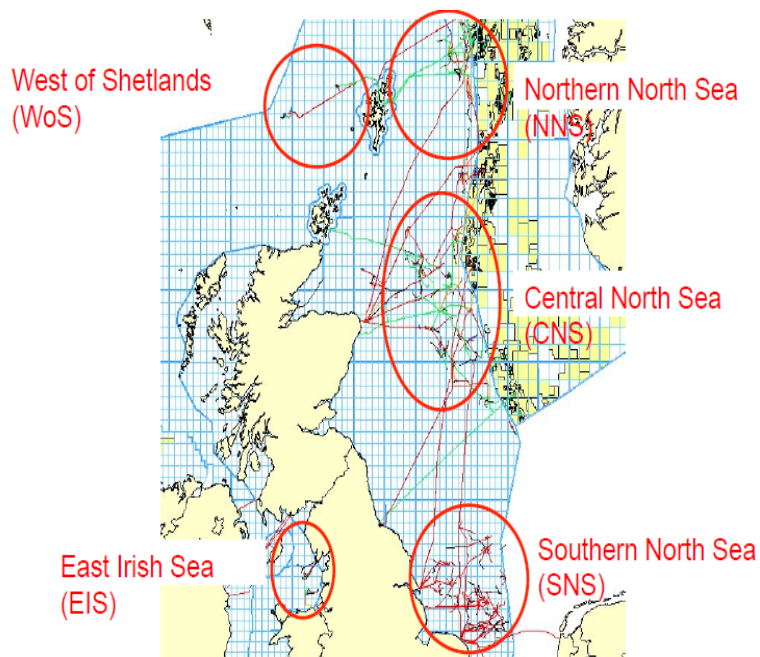 West of Shetlands
(WoS)
Northern North Sea
(NNS)
Central North Sea
(CNS)
East Irish Sea
(EIS)
Southern North Sea
(SNS)